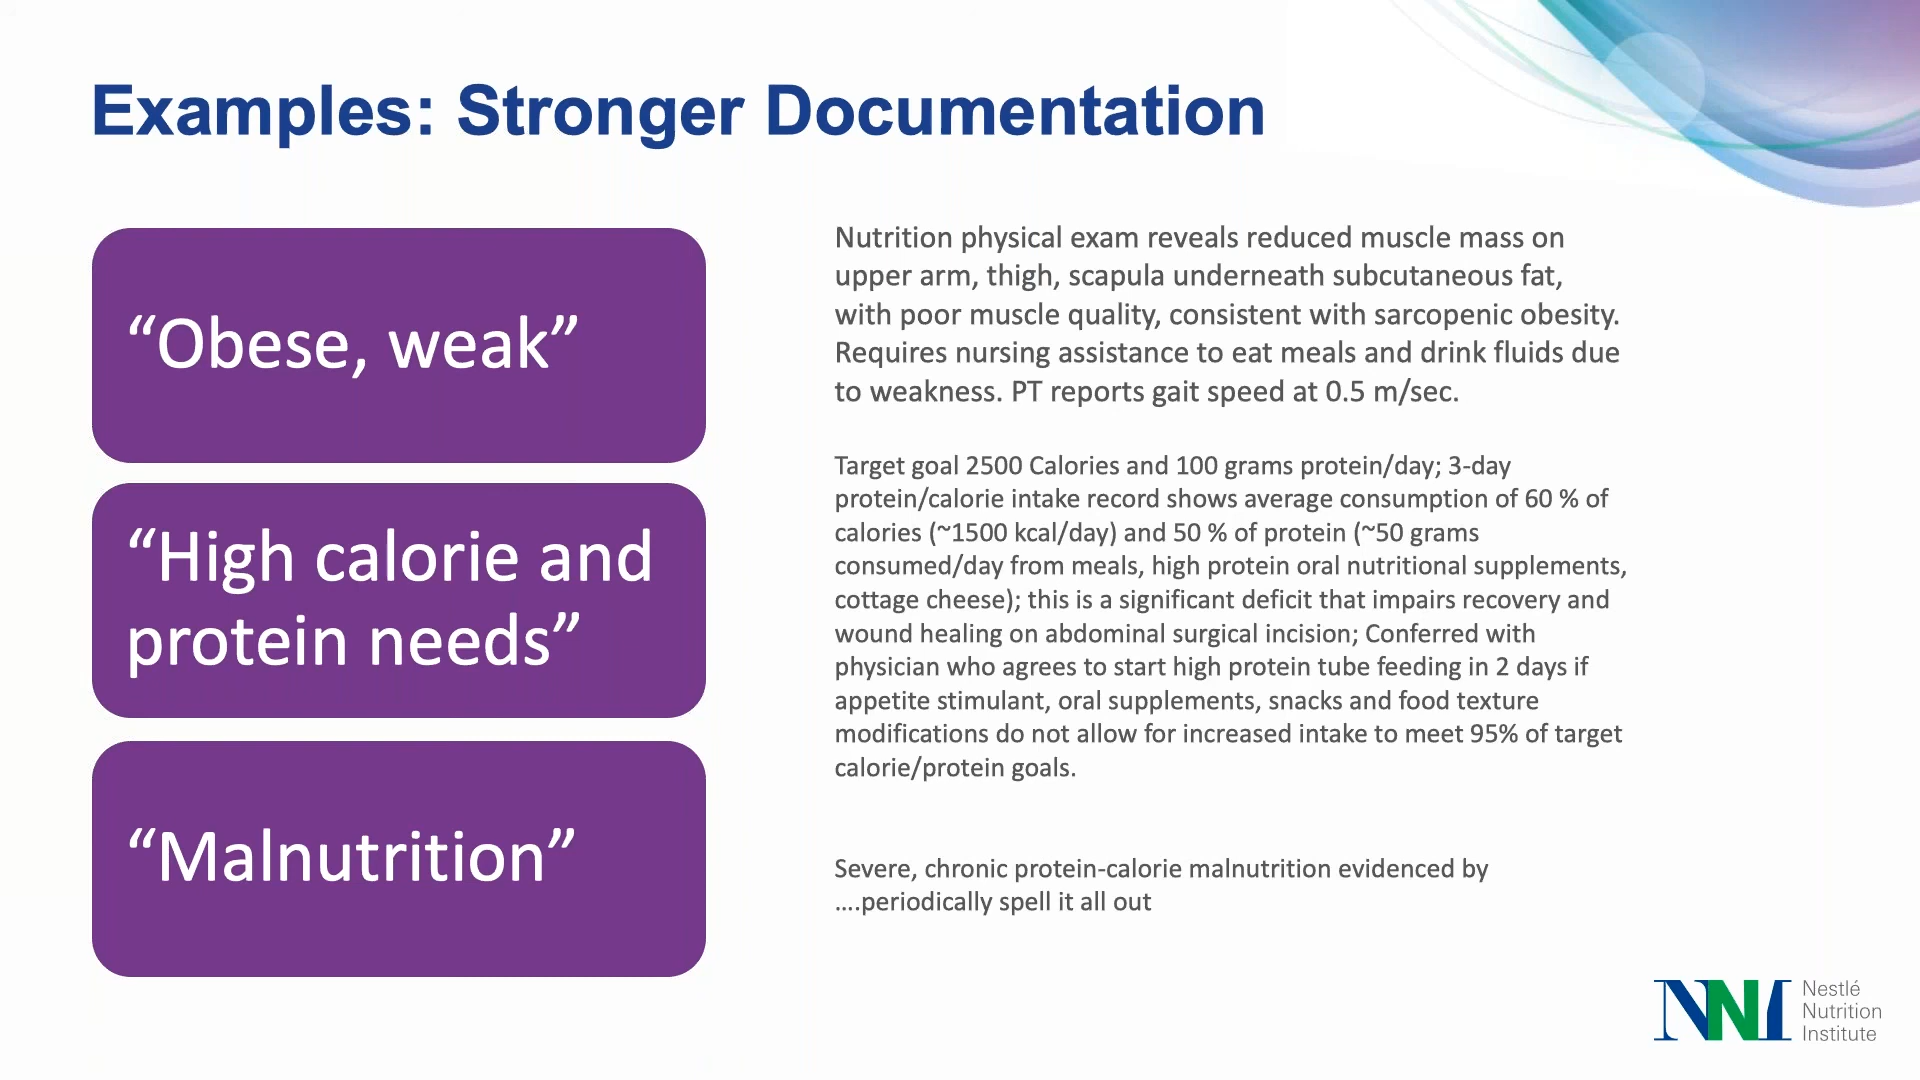 Examples: Stronger Documentation
“Obese, weak”
Nutrition physical exam reveals reduced muscle mass on
upper arm, thigh, scapula underneath subcutaneous fat,
with poor muscle quality, consistent with sarcopenic obesity.
Requires nursing assistance to eat meals and drink fluids due
to weakness. PT reports gait speed at 0.5 m/sec.
“High calorie and
protein needs”
Target goal 2500 Calories and 100 grams protein/day; 3-day
protein/calorie intake record shows average consumption of 60 % of
calories (~1500 kcal/day) and 50 % of protein (~50 grams
consumed/day from meals, high protein oral nutritional supplements,
cottage cheese); this is a significant deficit that impairs recovery and
wound healing on abdominal surgical incision; Conferred with
physician who agrees to start high protein tube feeding in 2 days if
appetite stimulant, oral supplements, snacks and food texture
modifications do not allow for increased intake to meet 95% of target
calorie/protein goals.
“Malnutrition”
Severe, chronic protein-calorie malnutrition evidenced by
….periodically spell it all out
NNI
Nestlé
Nutrition
Institute